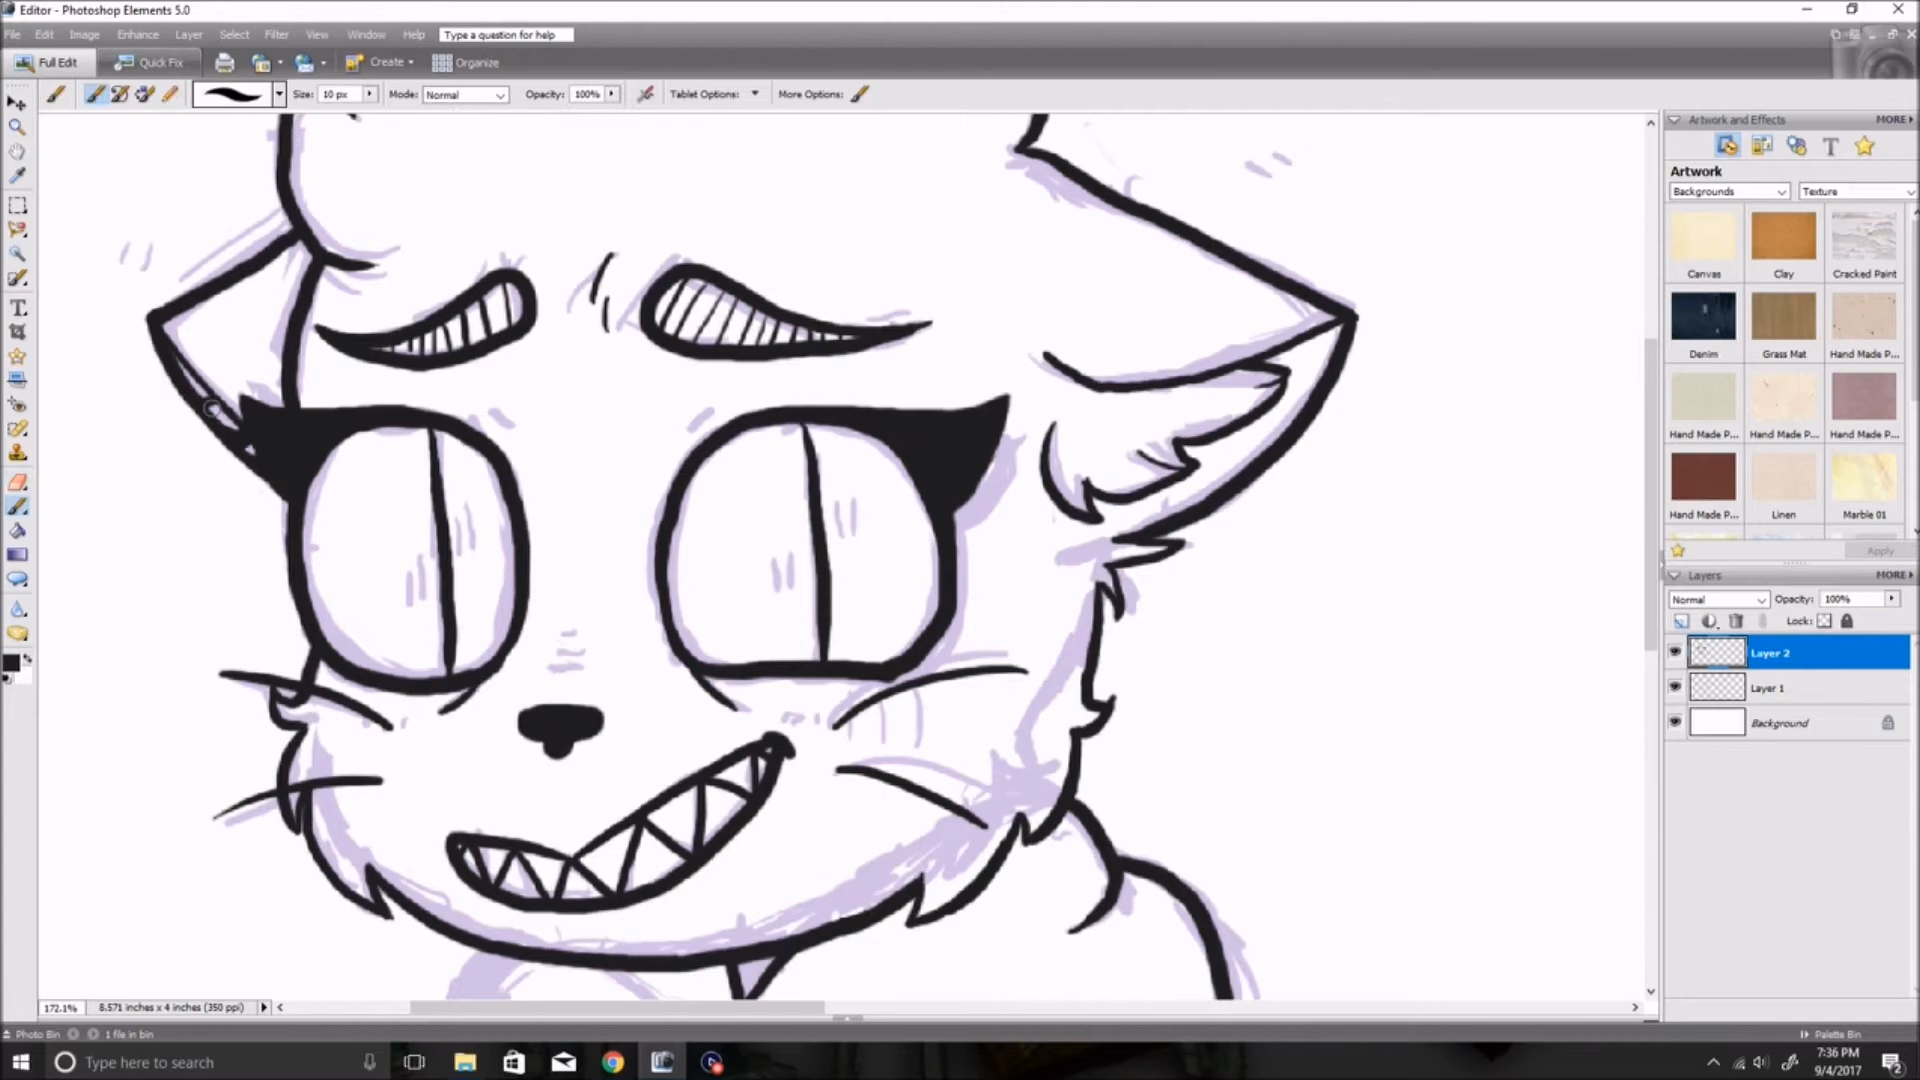 Editor - Photoshop Elements 5.0
File Edit Image Enhance Layer Select Filter View Window Help Type a question for help
Full Edit Quick Fix Create Organize
Size: 10 px Mode: Normal Opacity: 100% Tablet Options: More Options:
Artwork and Effects MORE
Artwork
Backgrounds Texture
Canvas Clay Cracked Paint
Denim Grass Mat Hand Made P...
Hand Made P... Hand Made P... Hand Made P...
Hand Made P... Linen Marble 01
Apply
Layers MORE
Normal Opacity: 100%
Lock:
Layer 2
Layer 1
Background
172.1% 8.571 inches x 4 inches (350 ppi)
Photo Bin 1 file in bin Palette Bin
Type here to search
7:36 PM
9/4/2017
2